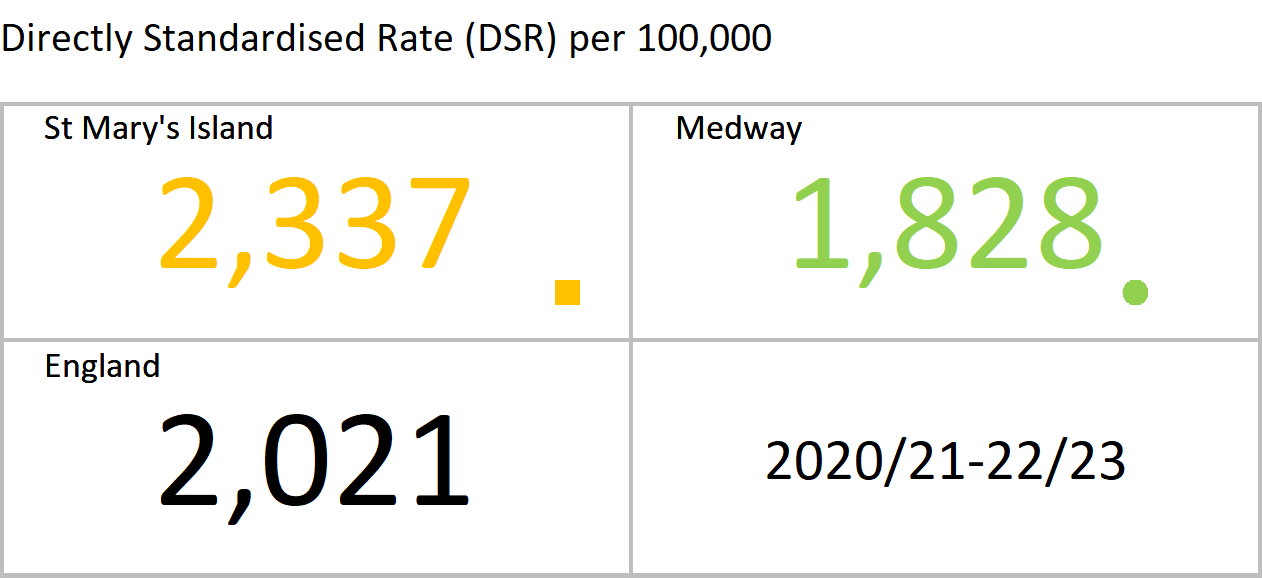 Directly Standardised Rate (DSR) per 100,000
St Mary's Island
2,337
Medway
1,828
England
2,021
2020/21-22/23